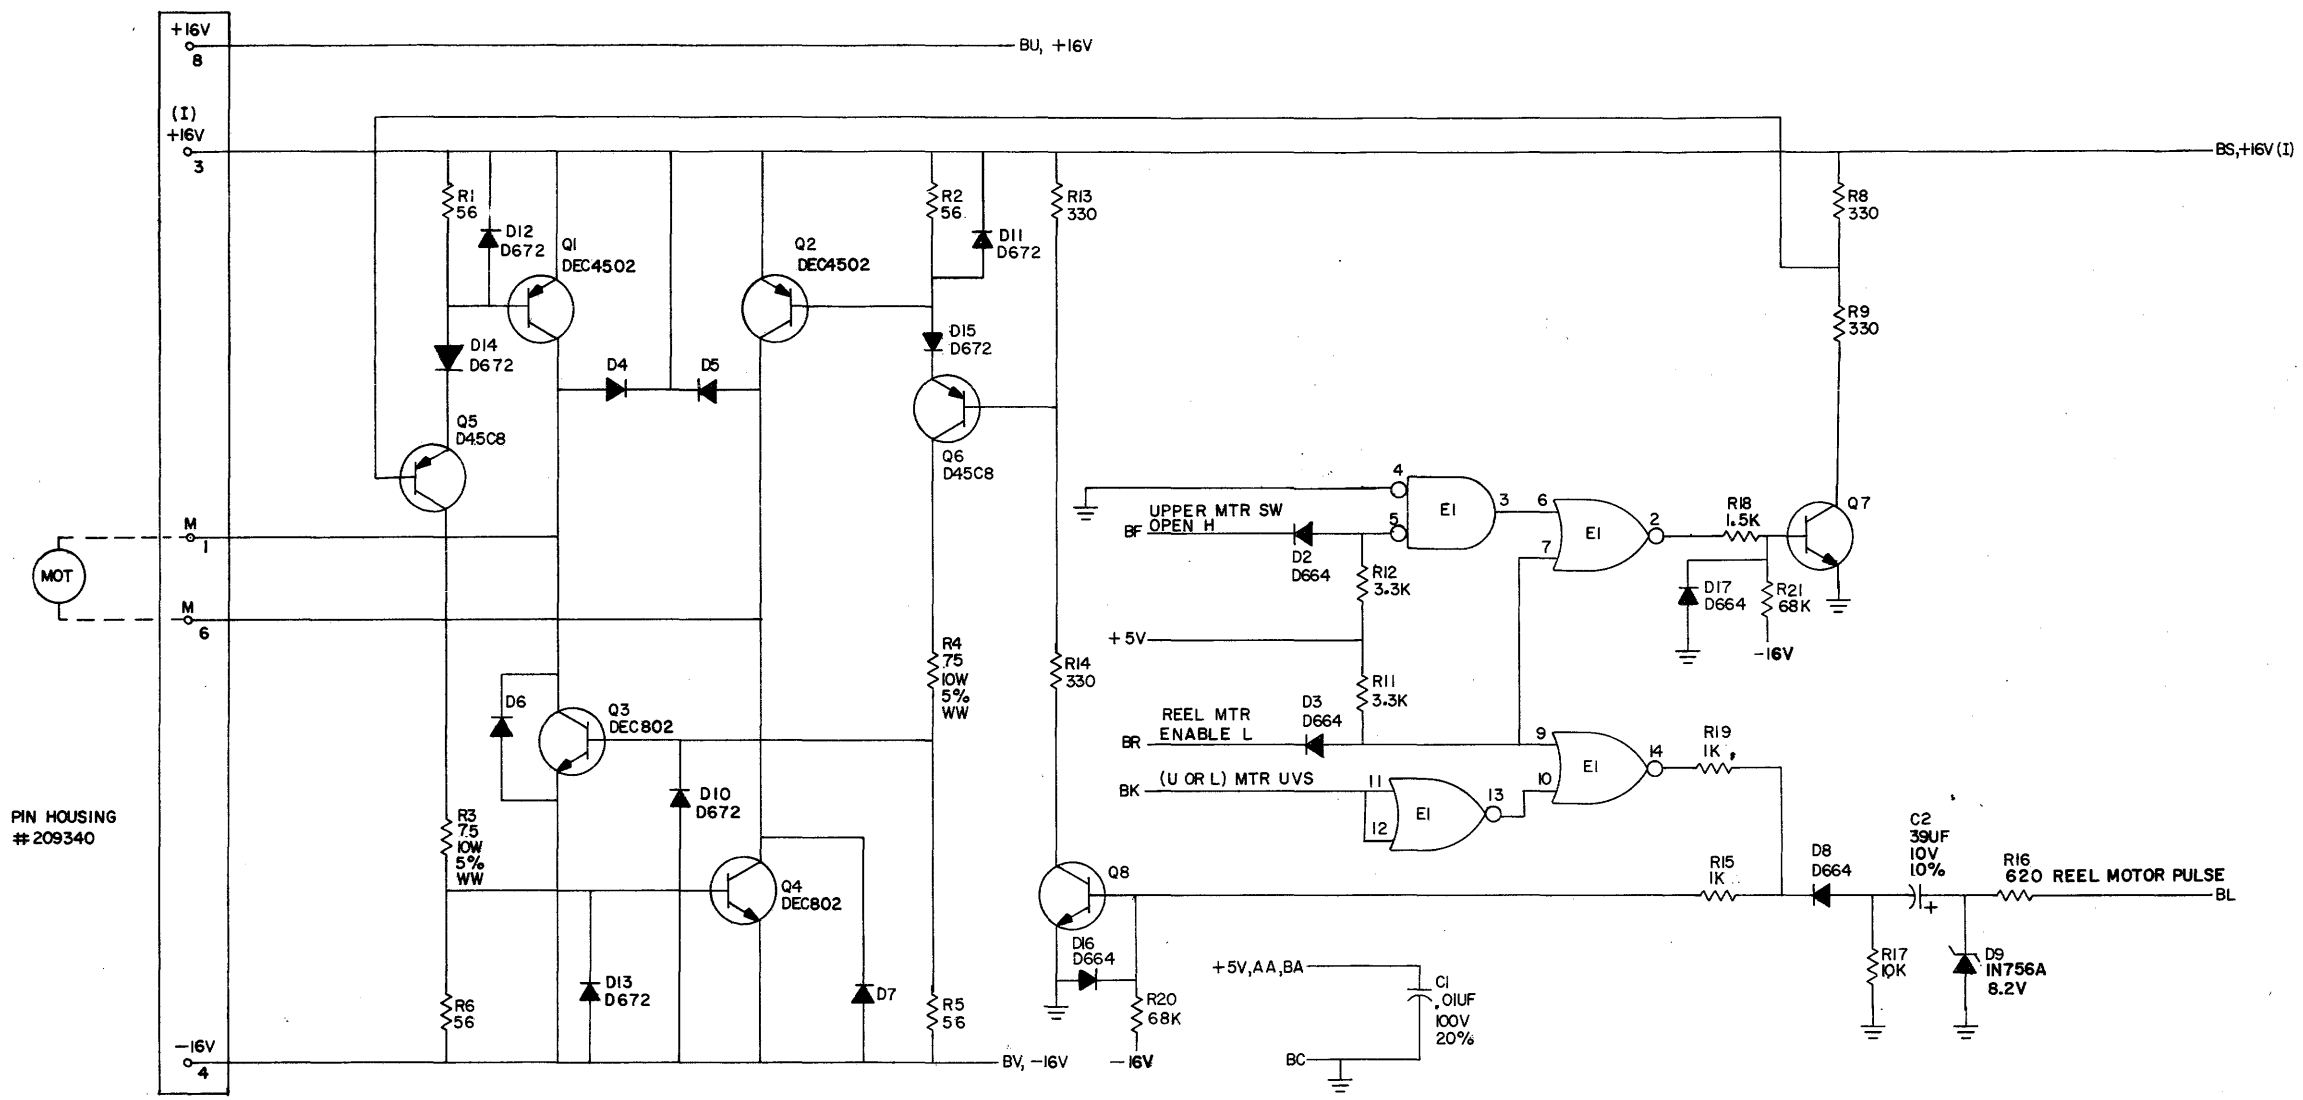 +16V
8
BU, +16V
(I)
+16V
3
BS,+16V(I)
R1
56
D12
D672
Q1
DEC4502
Q2
DEC4502
R2
56
D11
D672
R13
330
R8
330
D14
D672
D4
D5
D15
D672
R9
330
Q5
D45C8
Q6
D45C8
M
1
MOT
M
6
4
UPPER MTR SW
OPEN H
BF
5
D2
D664
E1
3
6
7
E1
2
R18
1.5K
Q7
R12
3.3K
D17
D664
R21
68K
-16V
+5V
R11
3.3K
R4
75
10W
5%
WW
R14
330
D6
Q3
DEC802
REEL MTR
ENABLE L
BR
D3
D664
9
10
E1
14
R19
1K
BK
(U OR L) MTR UVS
11
12
E1
13
D10
D672
PIN HOUSING
#209340
R3
75
10W
5%
WW
Q4
DEC802
Q8
R15
1K
D8
D664
C2
39UF
10V
10%
+
R16
620
REEL MOTOR PULSE
BL
D16
D664
R17
10K
D9
IN756A
8.2V
R6
56
D13
D672
D7
R5
56
R20
68K
-16V
+5V,AA,BA
C1
.01UF
100V
20%
BC
-16V
4
BV, -16V